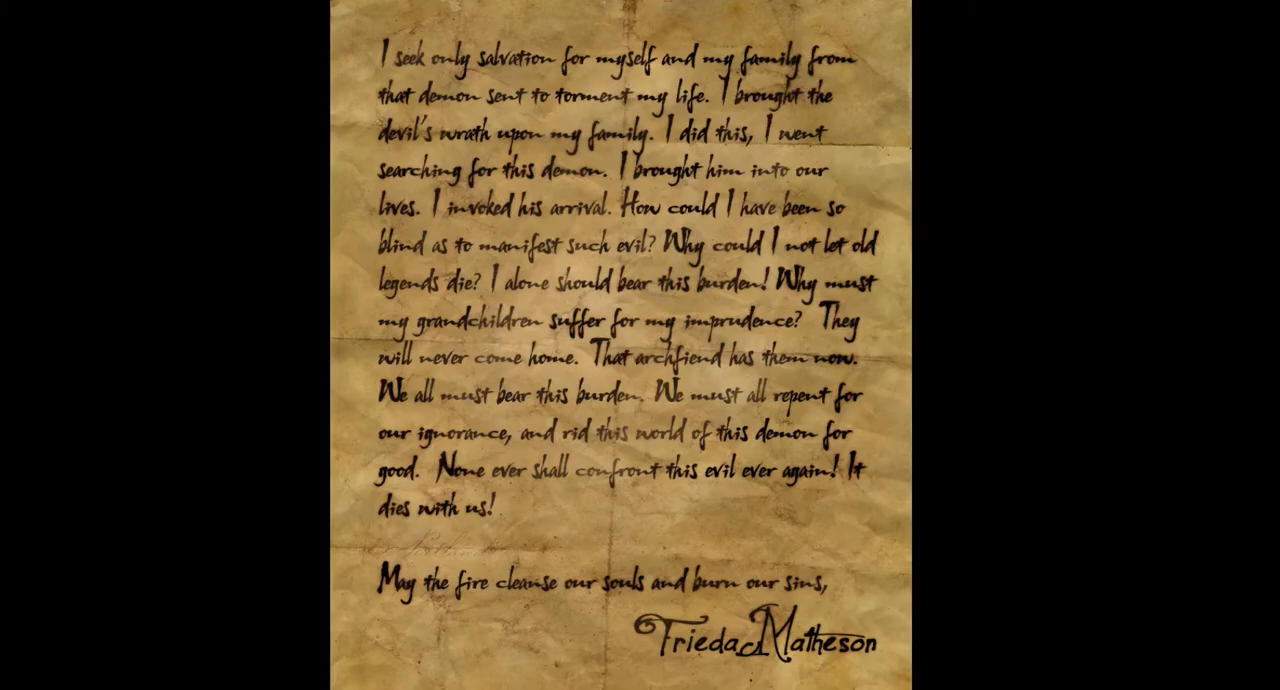 I seek only salvation for myself and my family from
that demon sent to torment my life. I brought the
devil's wrath upon my family. I did this, I went
searching for this demon. I brought him into our
lives. I invoked his arrival. How could I have been so
blind as to manifest such evil? Why could I not let old
legends die? I alone should bear this burden! Why must
my grandchildren suffer for my imprudence? They
will never come home. That archfiend has them now.
We all must bear this burden. We must all repent for
our ignorance, and rid this world of this demon for
good. None ever shall confront this evil ever again! It
dies with us!
May the fire cleanse our souls and burn our sins,
Frieda Matheson